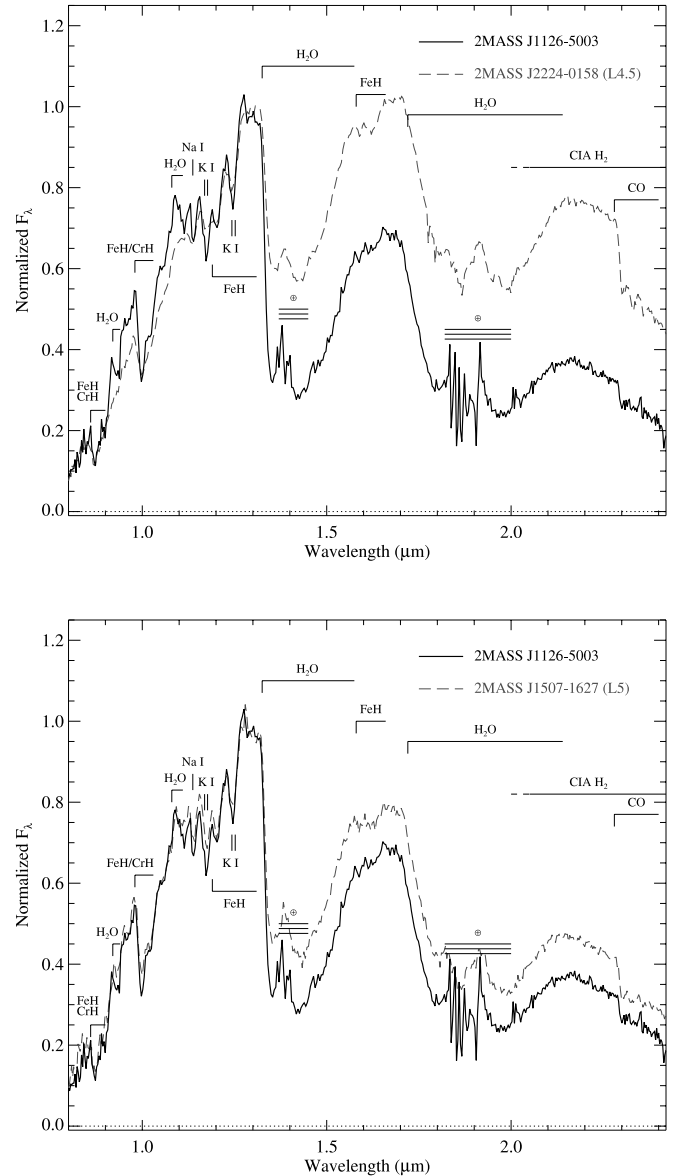 1.2
2MASS J1126-5003
H₂O
2MASS J2224-0158 (L4.5)
FeH
1.0
H₂O
Na I
CIA H₂
H₂O
K I
CO
0.8
Normalized Fλ
FeH/CrH
K I
FeH
0.6
⊕
H₂O
⊕
0.4
FeH
CrH
0.2
0.0
1.0 1.5 2.0
Wavelength (μm)
1.2
2MASS J1126-5003
H₂O
2MASS J1507-1627 (L5)
FeH
1.0
H₂O
Na I
CIA H₂
H₂O
K I
CO
0.8
Normalized Fλ
FeH/CrH
K I
FeH
0.6
⊕
H₂O
⊕
0.4
FeH
CrH
0.2
0.0
1.0 1.5 2.0
Wavelength (μm)